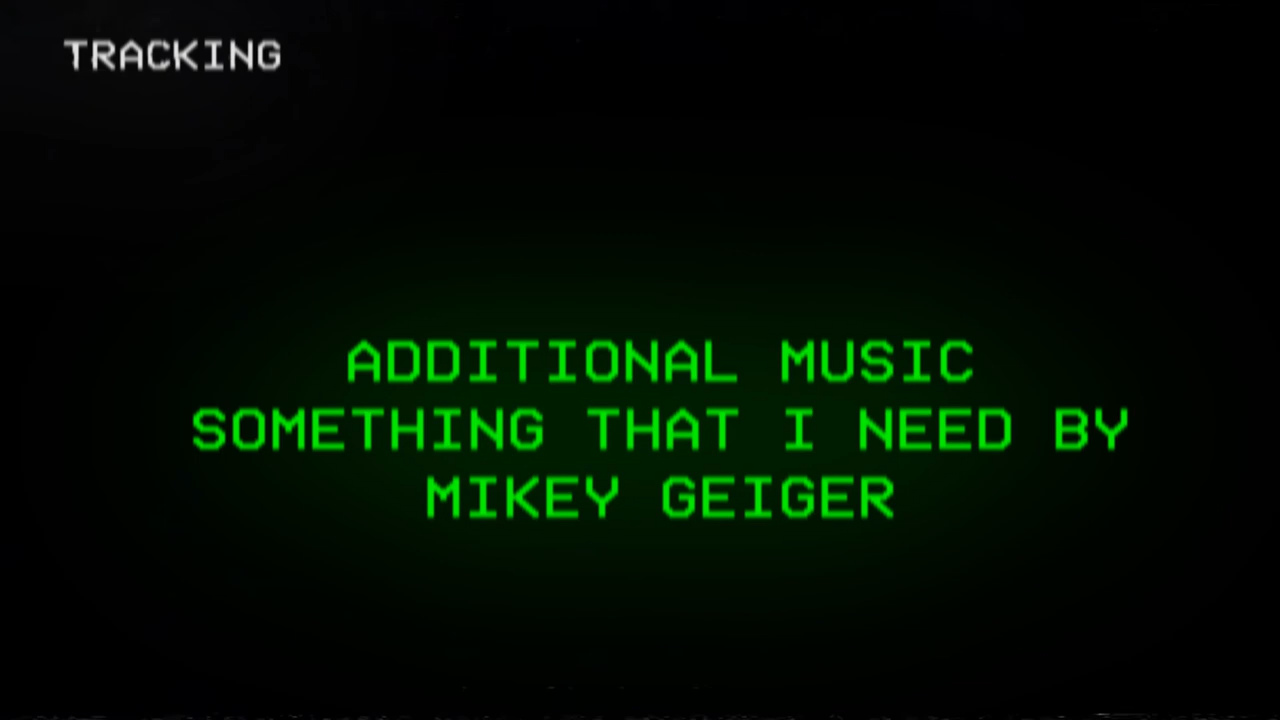 TRACKING
ADDITIONAL MUSIC
SOMETHING THAT I NEED BY
MIKEY GEIGER